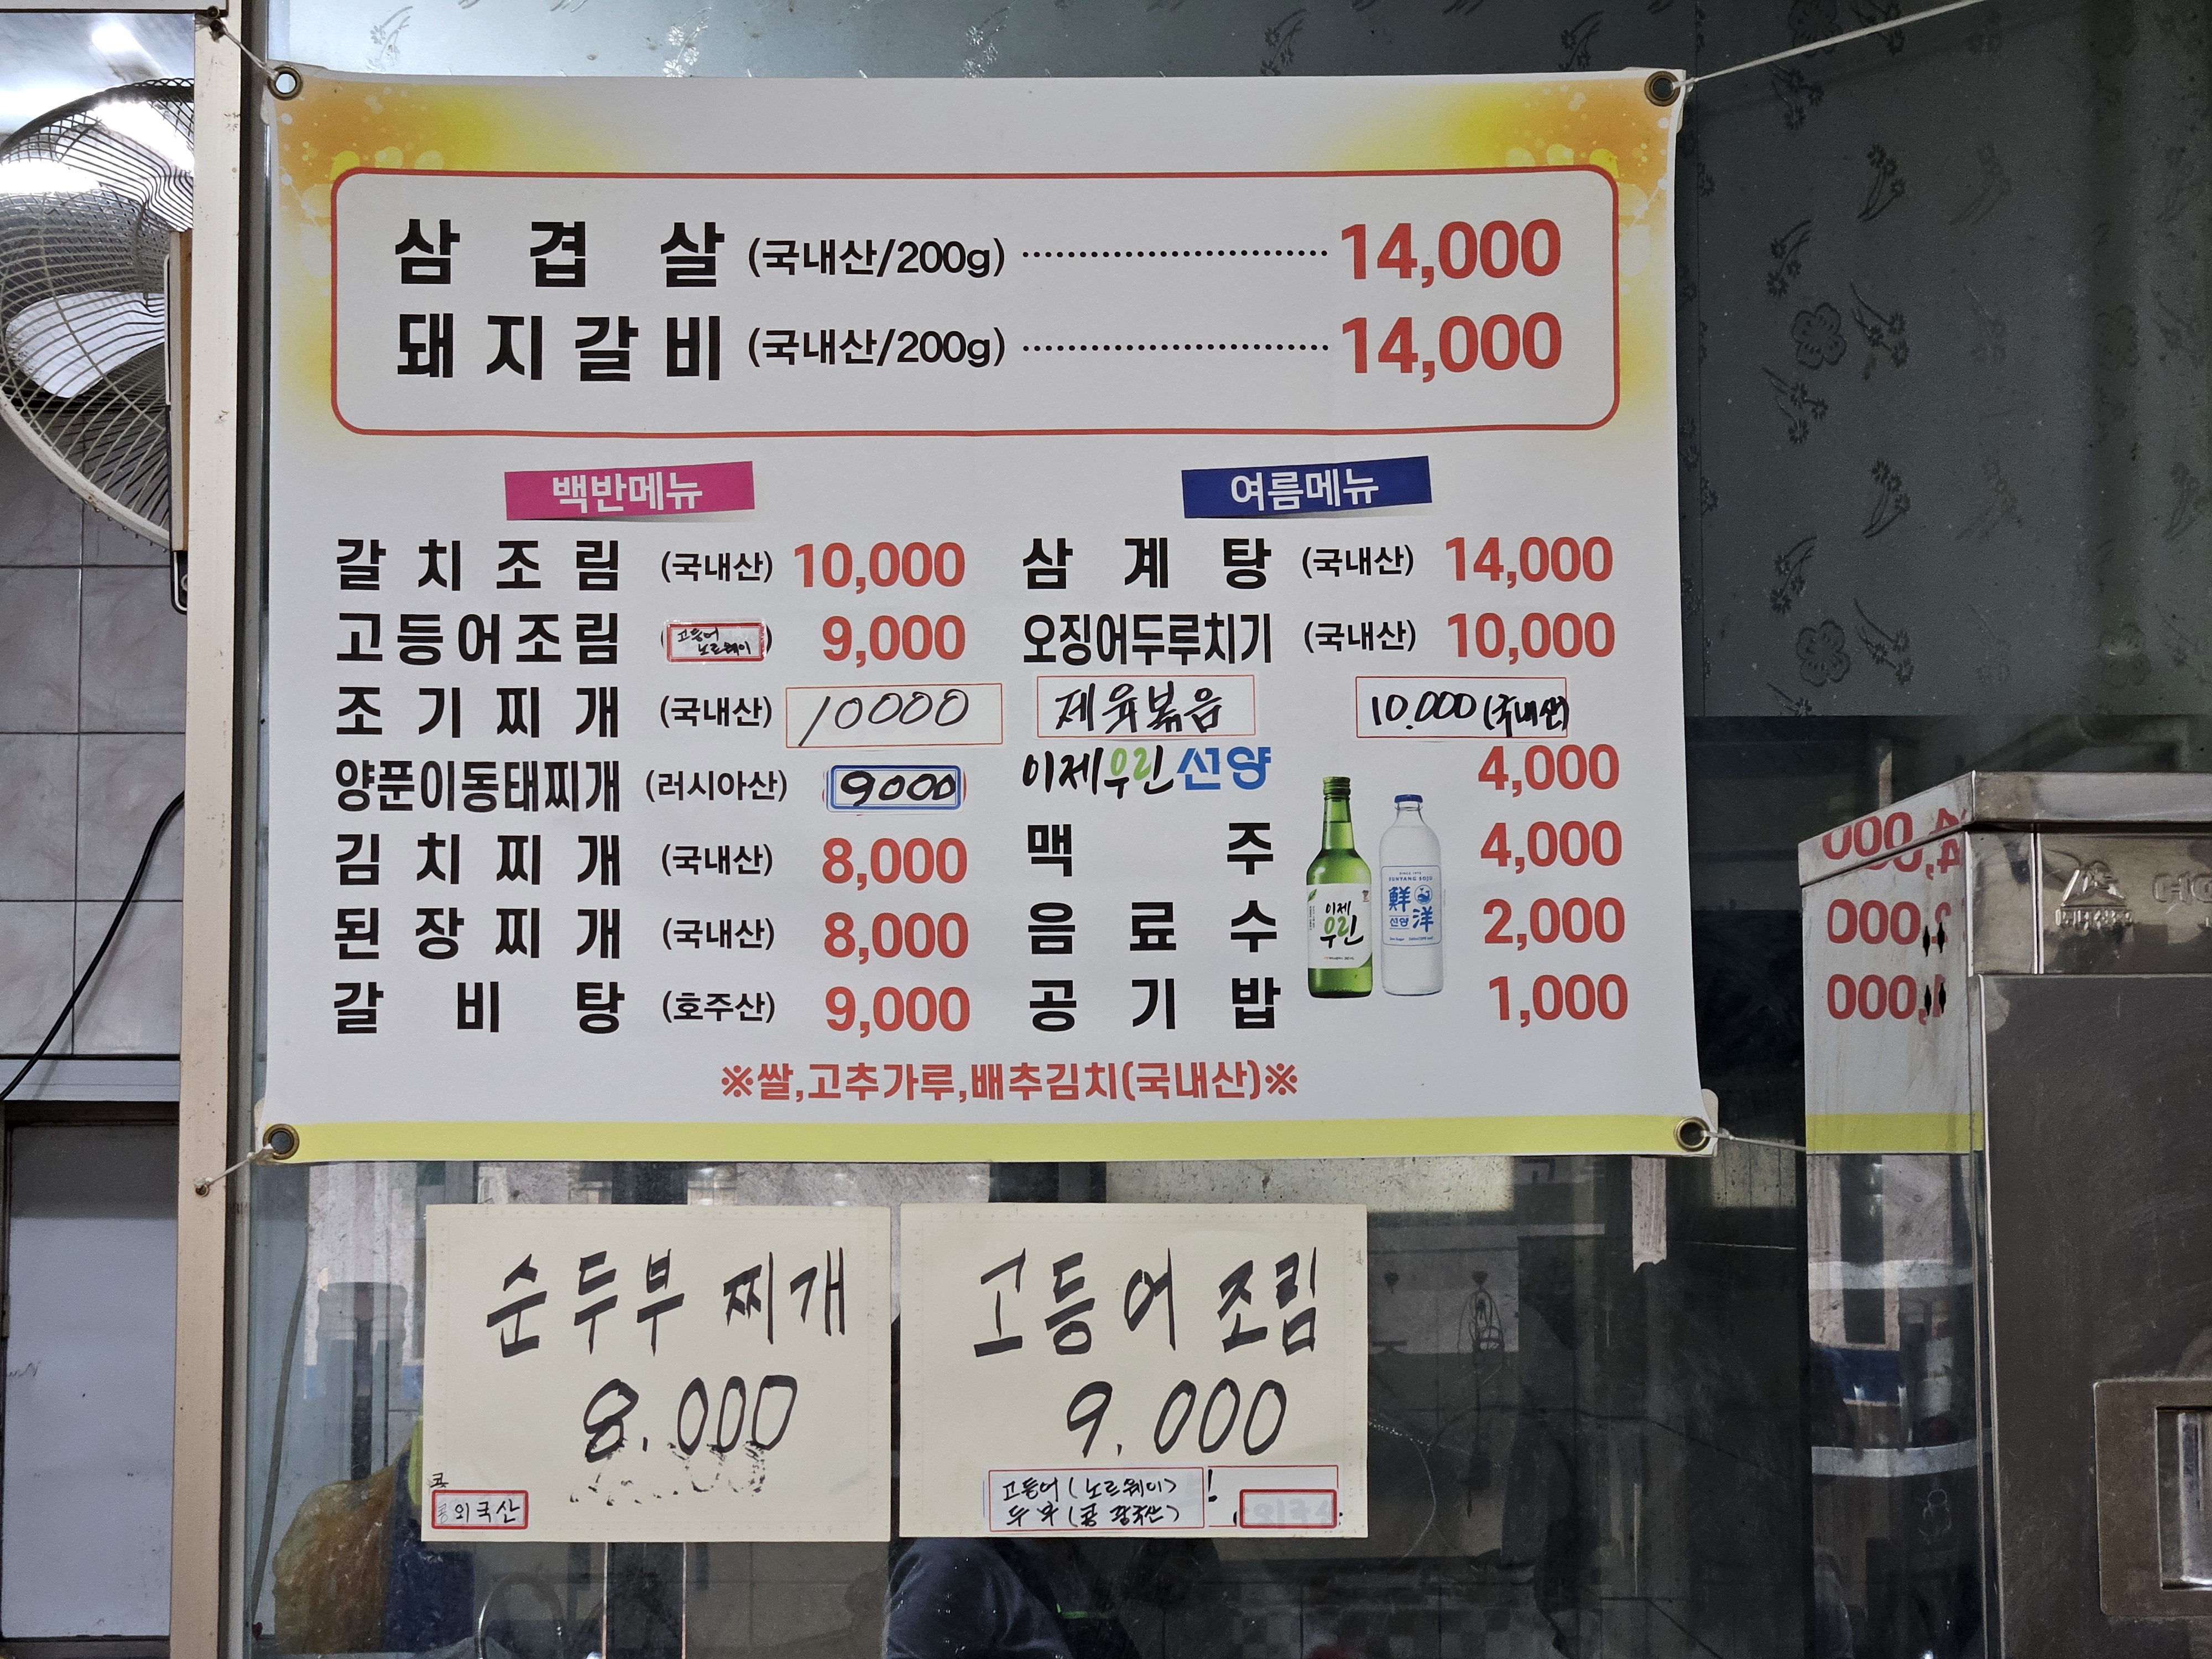 삼겹살 (국내산/200g) 14,000
돼지갈비 (국내산/200g) 14,000
백반메뉴
갈치조림 (국내산) 10,000
고등어조림 (고등어 노르웨이) 9,000
조기찌개 (국내산) 10000
양푼이동태찌개 (러시아산) 9000
김치찌개 (국내산) 8,000
된장찌개 (국내산) 8,000
갈비탕 (호주산) 9,000
여름메뉴
삼계탕 (국내산) 14,000
오징어두루치기 (국내산) 10,000
제육볶음 10.000 (국내산)
이제우린 선양 4,000
맥주 4,000
음료수 2,000
공기밥 1,000
이제
우린
鮮
선양 洋
※쌀,고추가루,배추김치(국내산)※
순두부 찌개
8.000
콩
외국산
고등어 조림
9.000
고등어 (노르웨이)
두부 (콩 외국산)